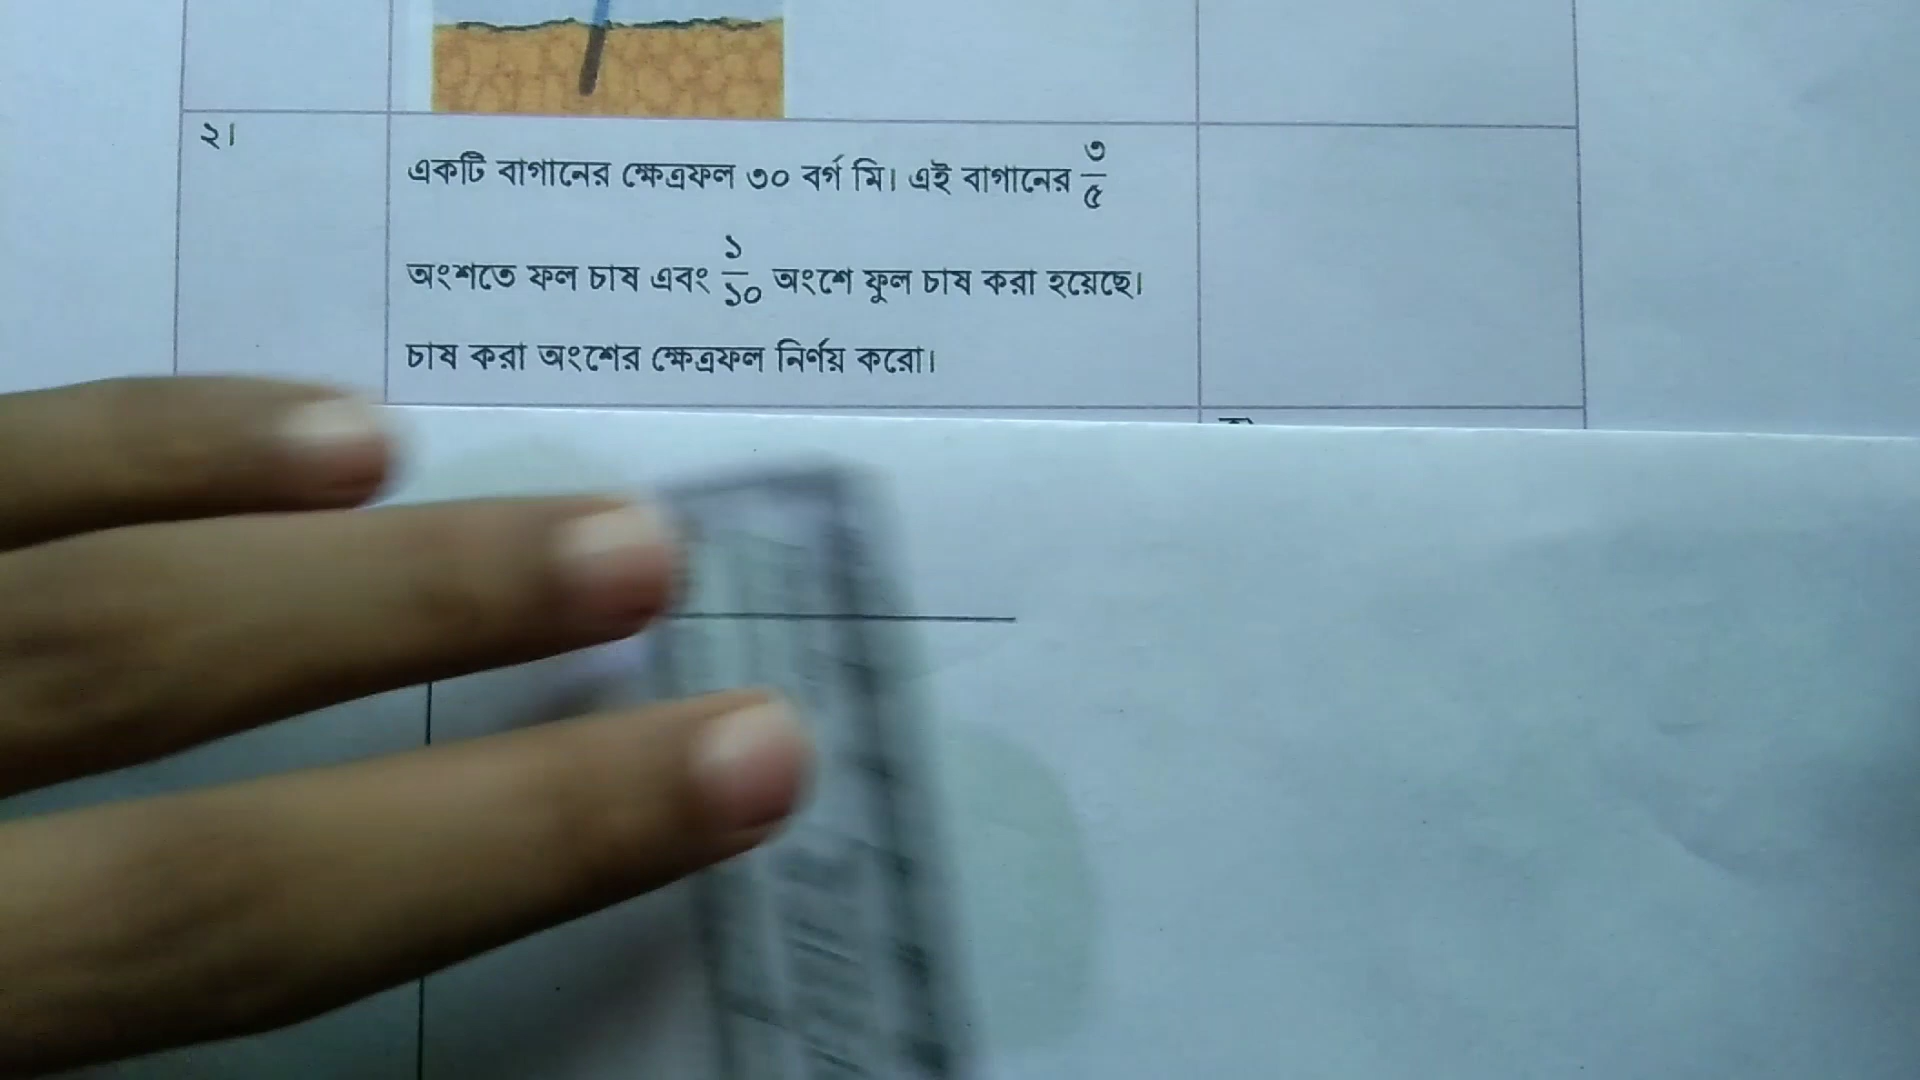 ২।
একটি বাগানের ক্ষেত্রফল ৩০ বর্গ মি। এই বাগানের ৩/৫
অংশতে ফল চাষ এবং ১/১০ অংশে ফুল চাষ করা হয়েছে।
চাষ করা অংশের ক্ষেত্রফল নির্ণয় করো।